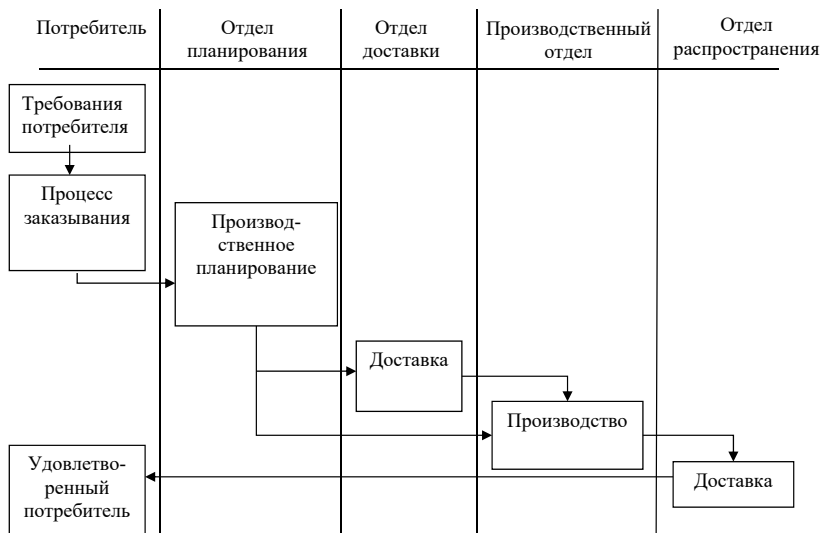 Потребитель
Отдел
планирования
Отдел
доставки
Производственный
отдел
Отдел
распространения
Требования
потребителя
Процесс
заказывания
Производ-
ственное
планирование
Доставка
Производство
Удовлетво-
ренный
потребитель
Доставка